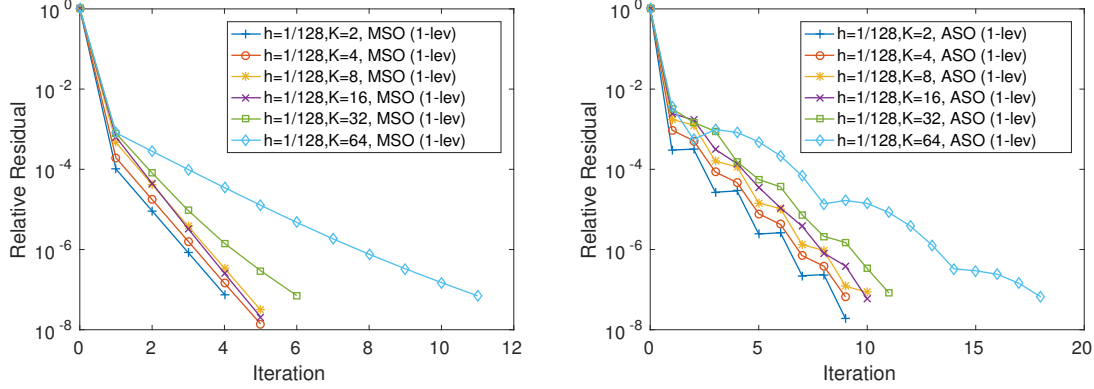 10^0
10^-2
10^-4
10^-6
10^-8
Relative Residual
0 2 4 6 8 10 12
Iteration
h=1/128,K=2, MSO (1-lev)
h=1/128,K=4, MSO (1-lev)
h=1/128,K=8, MSO (1-lev)
h=1/128,K=16, MSO (1-lev)
h=1/128,K=32, MSO (1-lev)
h=1/128,K=64, MSO (1-lev)
10^0
10^-2
10^-4
10^-6
10^-8
Relative Residual
0 5 10 15 20
Iteration
h=1/128,K=2, ASO (1-lev)
h=1/128,K=4, ASO (1-lev)
h=1/128,K=8, ASO (1-lev)
h=1/128,K=16, ASO (1-lev)
h=1/128,K=32, ASO (1-lev)
h=1/128,K=64, ASO (1-lev)